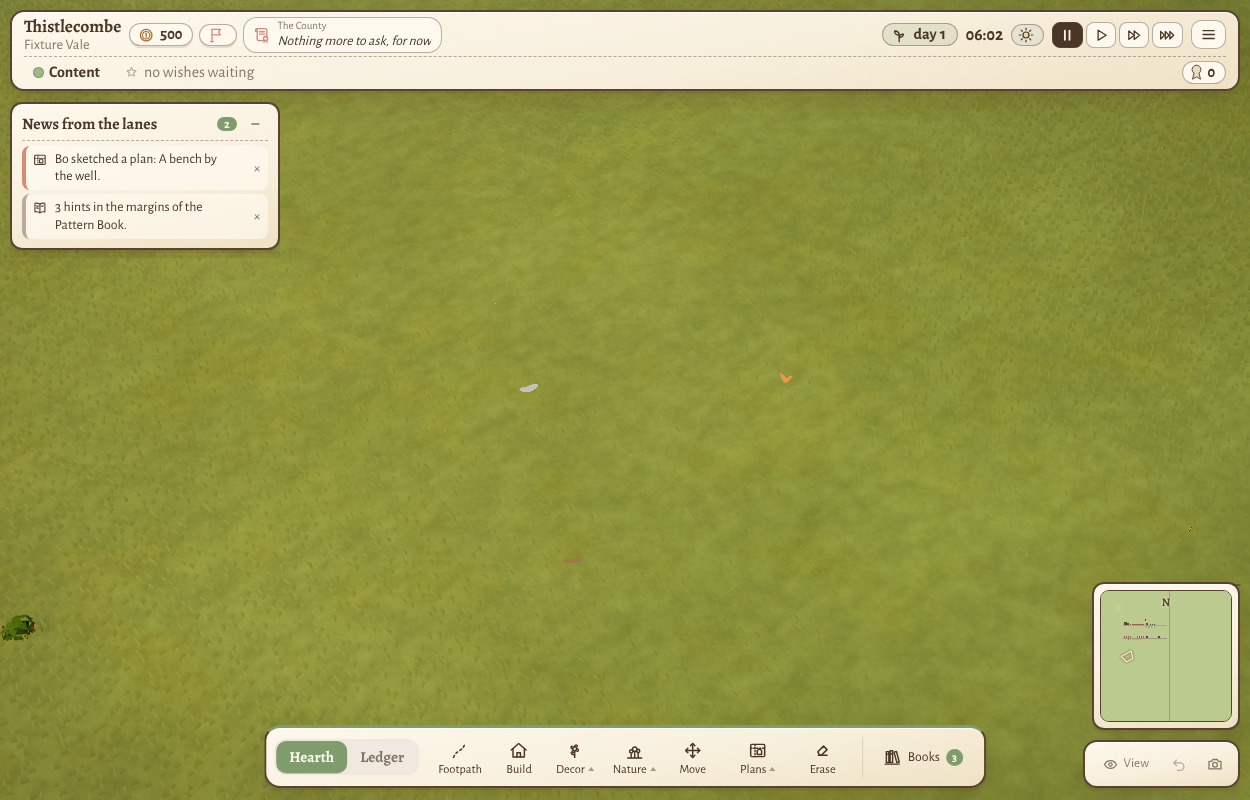 Thistlecombe
Fixture Vale
500
The County
Nothing more to ask, for now
day 1
06:02
Content
no wishes waiting
0
News from the lanes
2
Bo sketched a plan: A bench by
the well.
3 hints in the margins of the
Pattern Book.
N
Hearth
Ledger
Footpath
Build
Decor
Nature
Move
Plans
Erase
Books
3
View